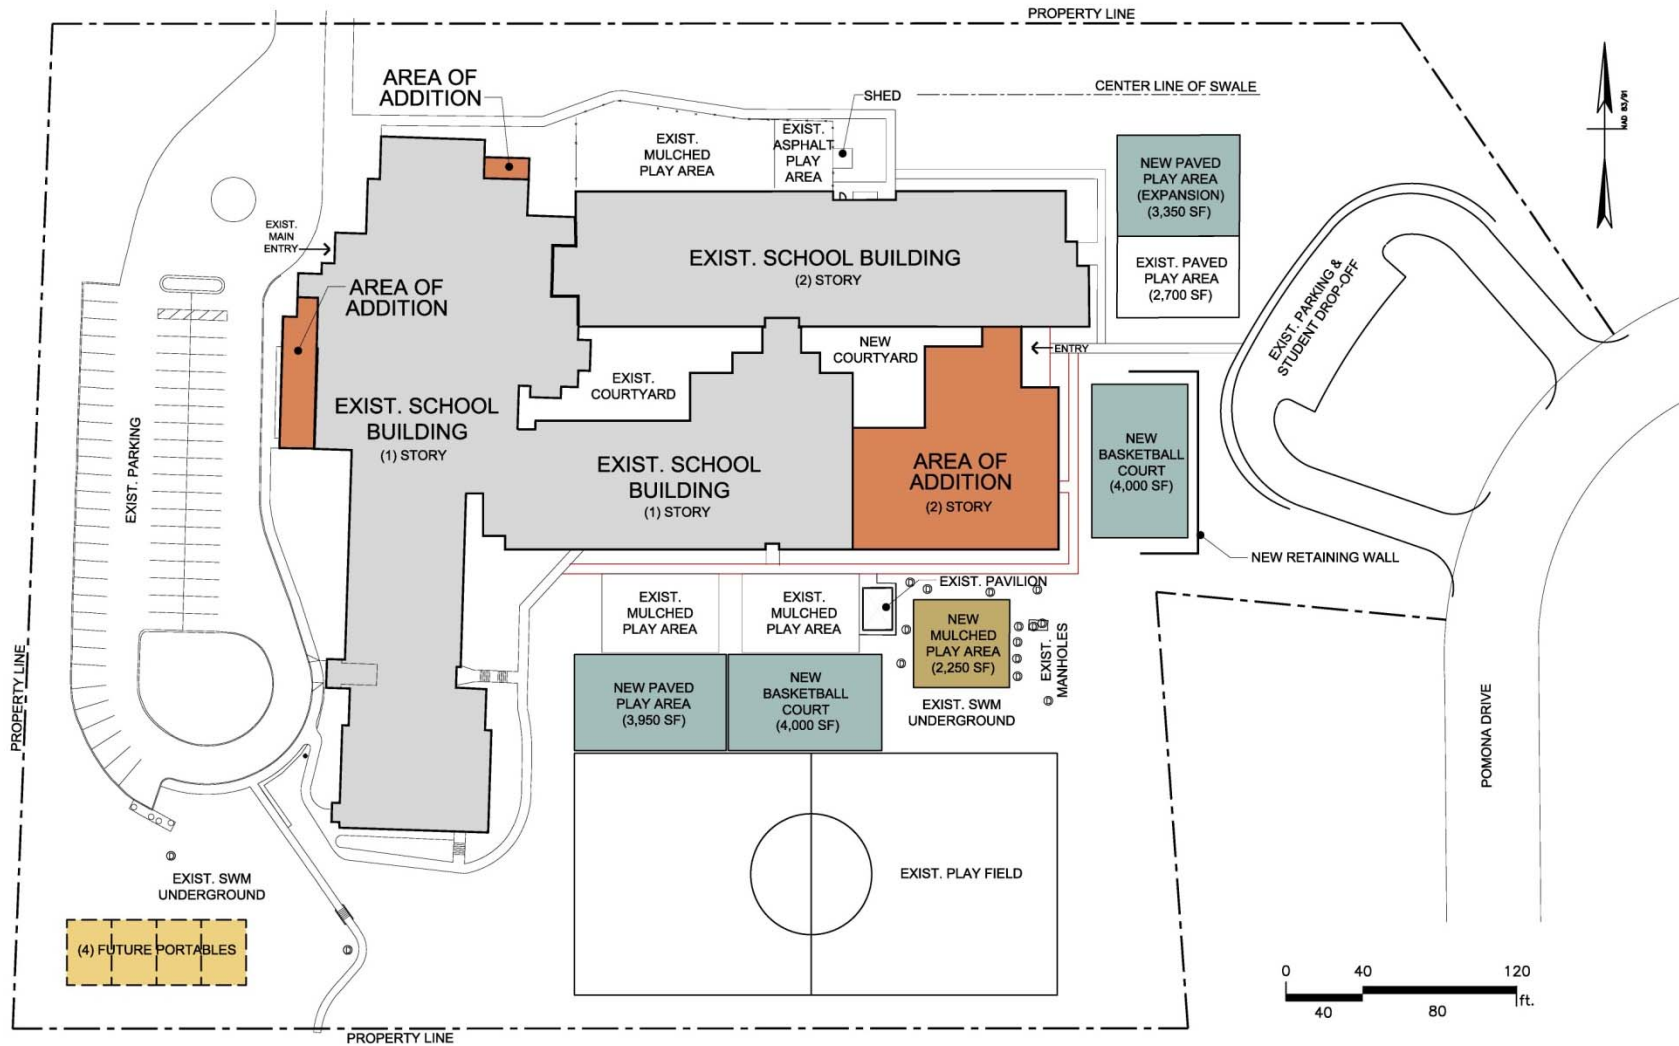 PROPERTY LINE
AREA OF
ADDITION
SHED
CENTER LINE OF SWALE
NAD 83/91
EXIST.
MULCHED
PLAY AREA
EXIST.
ASPHALT
PLAY
AREA
NEW PAVED
PLAY AREA
(EXPANSION)
(3,350 SF)
EXIST.
MAIN
ENTRY
EXIST. SCHOOL BUILDING
(2) STORY
EXIST. PAVED
PLAY AREA
(2,700 SF)
EXIST. PARKING &
STUDENT DROP-OFF
AREA OF
ADDITION
NEW
COURTYARD
ENTRY
EXIST.
COURTYARD
EXIST. SCHOOL
BUILDING
(1) STORY
EXIST. PARKING
EXIST. SCHOOL
BUILDING
(1) STORY
AREA OF
ADDITION
(2) STORY
NEW
BASKETBALL
COURT
(4,000 SF)
NEW RETAINING WALL
EXIST. PAVILION
EXIST.
MULCHED
PLAY AREA
EXIST.
MULCHED
PLAY AREA
NEW
MULCHED
PLAY AREA
(2,250 SF)
EXIST.
MANHOLES
PROPERTY LINE
NEW PAVED
PLAY AREA
(3,950 SF)
NEW
BASKETBALL
COURT
(4,000 SF)
EXIST. SWM
UNDERGROUND
POMONA DRIVE
EXIST. PLAY FIELD
EXIST. SWM
UNDERGROUND
(4) FUTURE PORTABLES
0 40 120
ft.
40 80
PROPERTY LINE